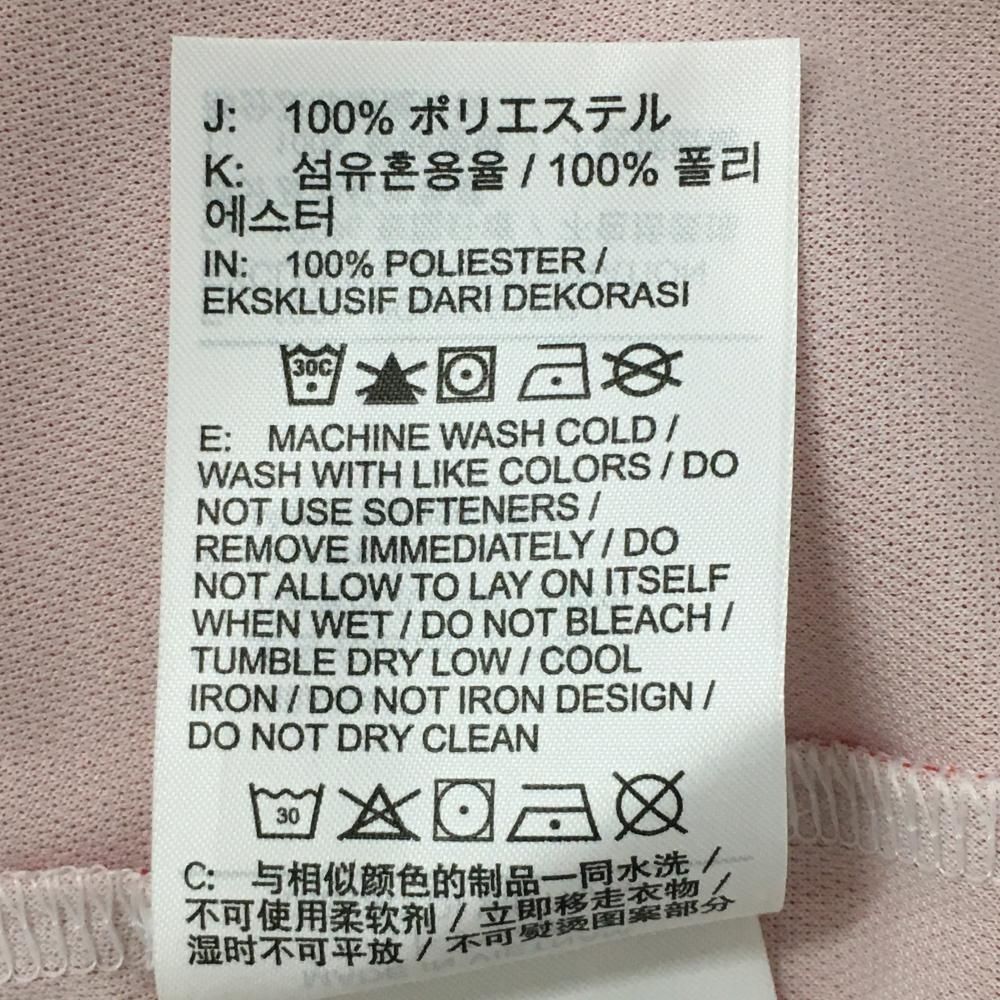 J: 100% ポリエステル
K: 섬유혼용율 / 100% 폴리
에스터
IN: 100% POLIESTER /
EKSKLUSIF DARI DEKORASI
30C
E: MACHINE WASH COLD /
WASH WITH LIKE COLORS / DO
NOT USE SOFTENERS /
REMOVE IMMEDIATELY / DO
NOT ALLOW TO LAY ON ITSELF
WHEN WET / DO NOT BLEACH /
TUMBLE DRY LOW / COOL
IRON / DO NOT IRON DESIGN /
DO NOT DRY CLEAN
30
C: 与相似颜色的制品一同水洗 /
不可使用柔软剂 / 立即移走衣物 /
湿时不可平放 / 不可熨烫图案部分